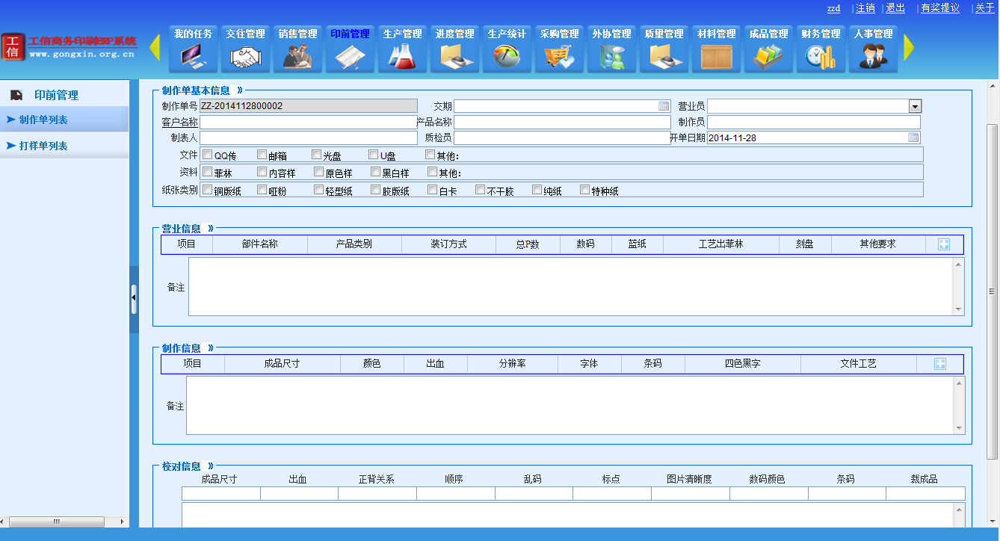 zzd | 注销 | 退出 | 有奖提议 | 关于
工信
工信商务印刷ERP系统
www.gongxin.org.cn
我的任务 交往管理 销售管理 印前管理 生产管理 进度管理 生产统计 采购管理 外协管理 质量管理 材料管理 成品管理 财务管理 人事管理
印前管理
➤ 制作单列表
➤ 打样单列表
制作单基本信息 »
制作单号 ZZ-2014112800002 交期 营业员
客户名称 产品名称 制作员
制表人 质检员 开单日期 2014-11-28
文件 QQ传 邮箱 光盘 U盘 其他:
资料 菲林 内容样 原色样 黑白样 其他:
纸张类别 铜版纸 哑粉 轻型纸 胶版纸 白卡 不干胶 纯纸 特种纸
营业信息 »
项目 部件名称 产品类别 装订方式 总P数 数码 蓝纸 工艺出菲林 刻盘 其他要求
备注
制作信息 »
项目 成品尺寸 颜色 出血 分辨率 字体 条码 四色黑字 文件工艺
备注
校对信息 »
成品尺寸 出血 正背关系 顺序 乱码 标点 图片清晰度 数码颜色 条码 裁成品